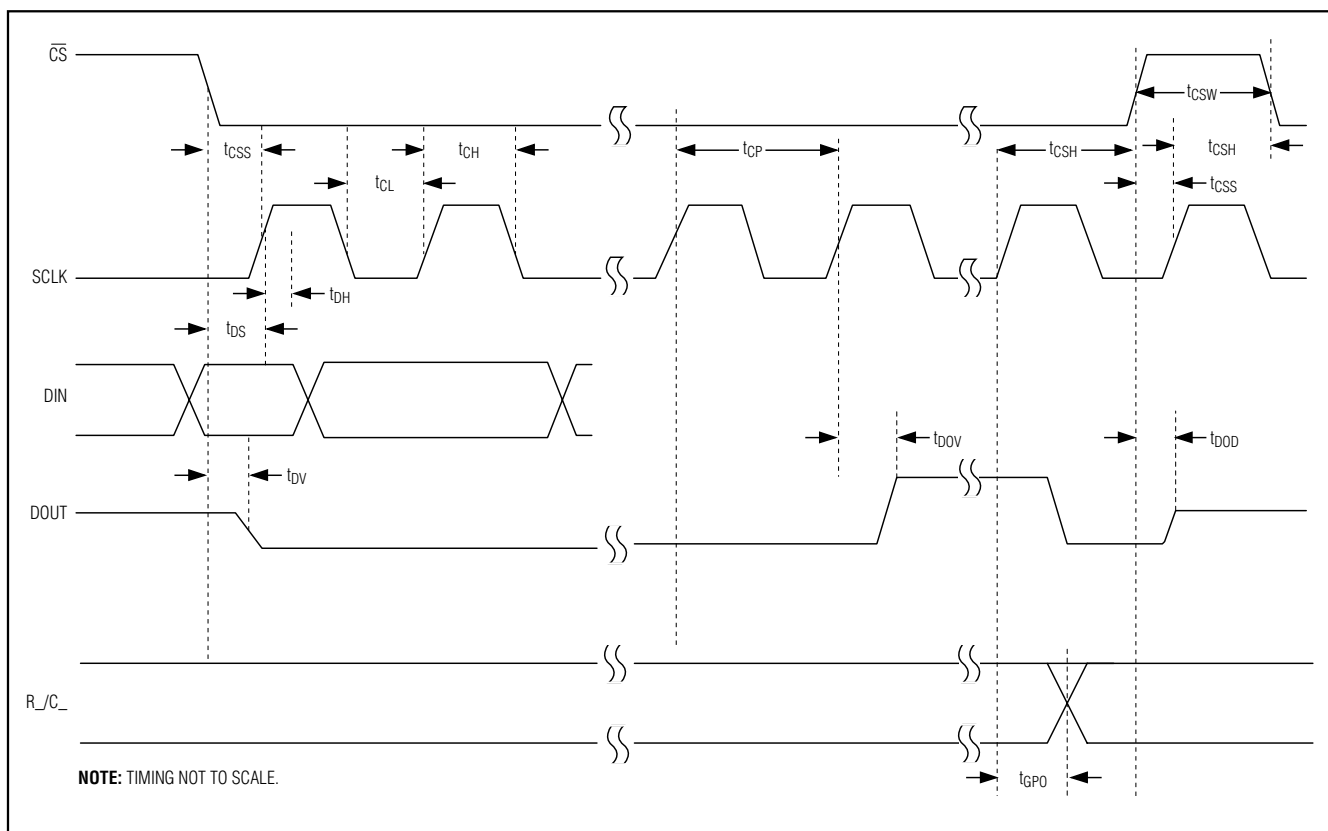 CS
tCSS
tCH
tCP
tCSH
tCSW
tCSH
tCL
tCSS
SCLK
tDH
tDS
DIN
tDOV
tDOD
tDV
DOUT
R_/C_
tGPO
NOTE: TIMING NOT TO SCALE.